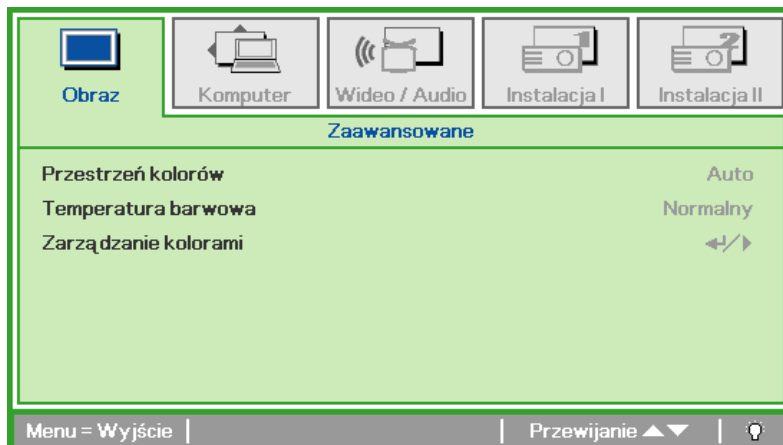 Obraz
Komputer
Wideo / Audio
Instalacja I
Instalacja II
Zaawansowane
Przestrzeń kolorów Auto
Temperatura barwowa Normalny
Zarządzanie kolorami
Menu = Wyjście | | Przewijanie ▲▼ |